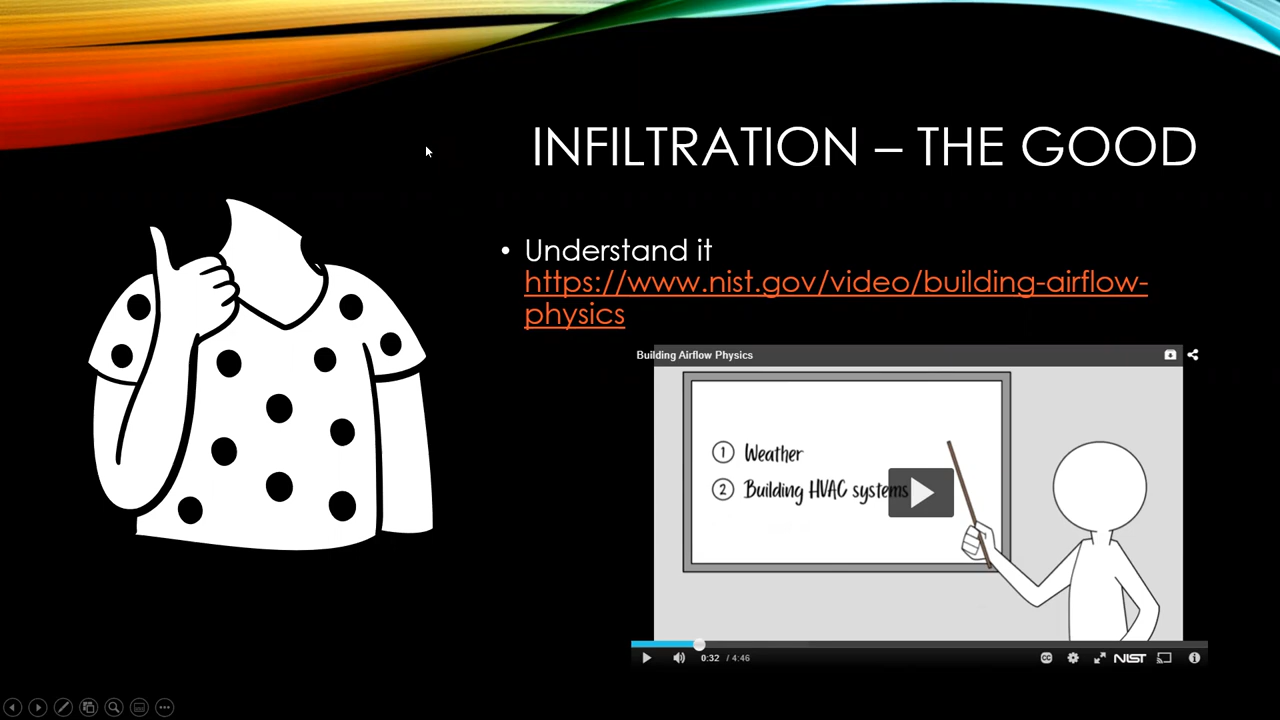 INFILTRATION – THE GOOD
• Understand it
https://www.nist.gov/video/building-airflow-
physics
Building Airflow Physics
1 Weather
2 Building HVAC systems
0:32 / 4:46
CC
NIST